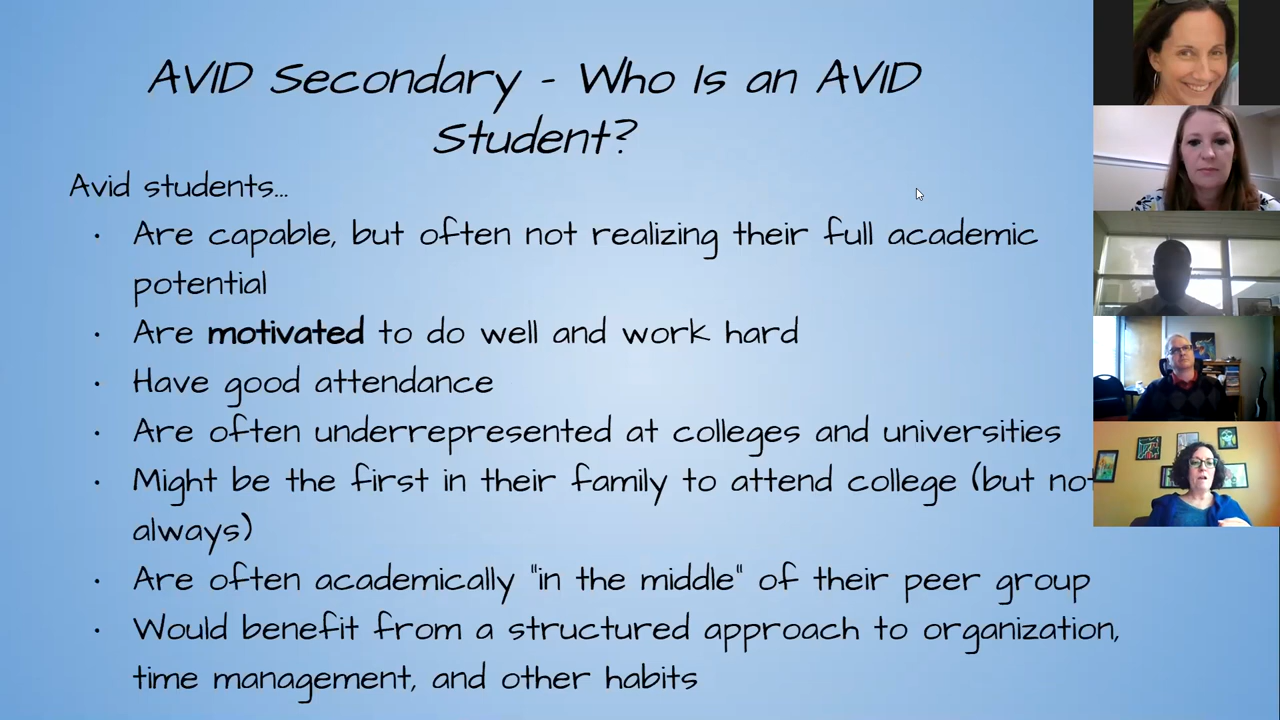 AVID Secondary - Who Is an AVID
Student?
Avid students...
· Are capable, but often not realizing their full academic
potential
· Are motivated to do well and work hard
· Have good attendance
· Are often underrepresented at colleges and universities
· Might be the first in their family to attend college (but not
always)
· Are often academically "in the middle" of their peer group
· Would benefit from a structured approach to organization,
time management, and other habits